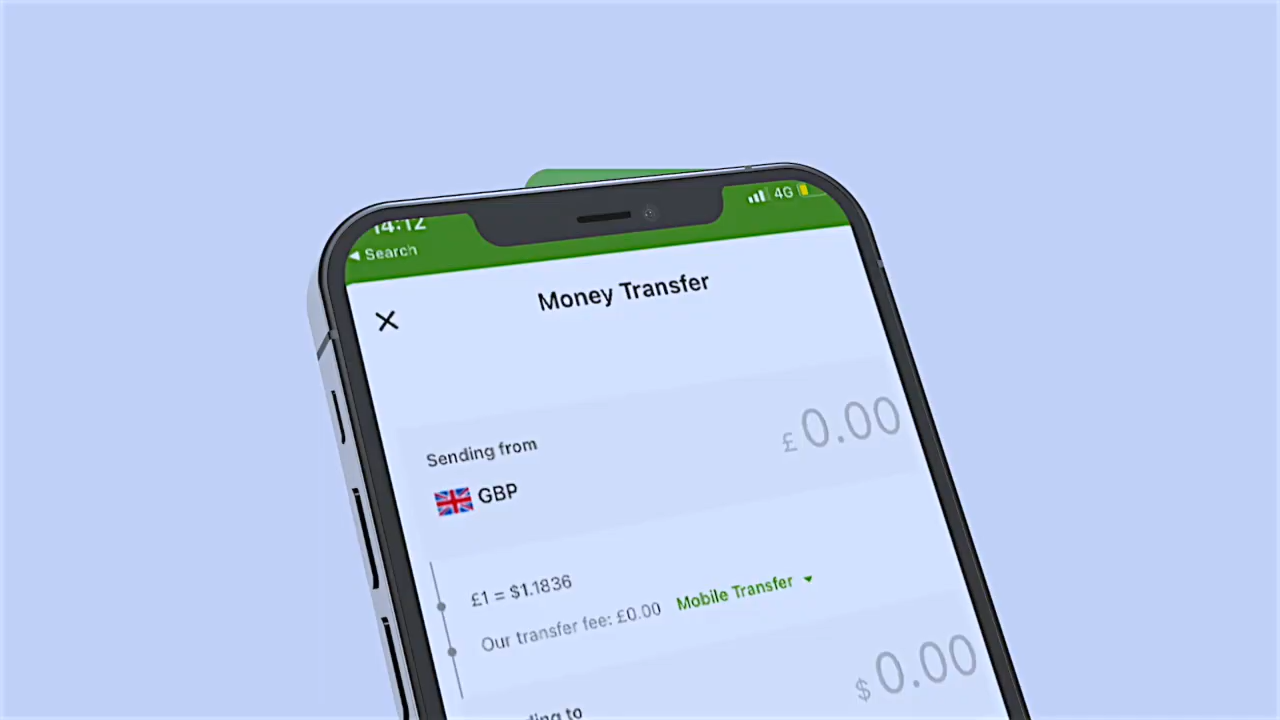 14:12
4G
Search
Money Transfer
Sending from
£0.00
GBP
£1 = $1.1836
Our transfer fee: £0.00 Mobile Transfer
$0.00
to